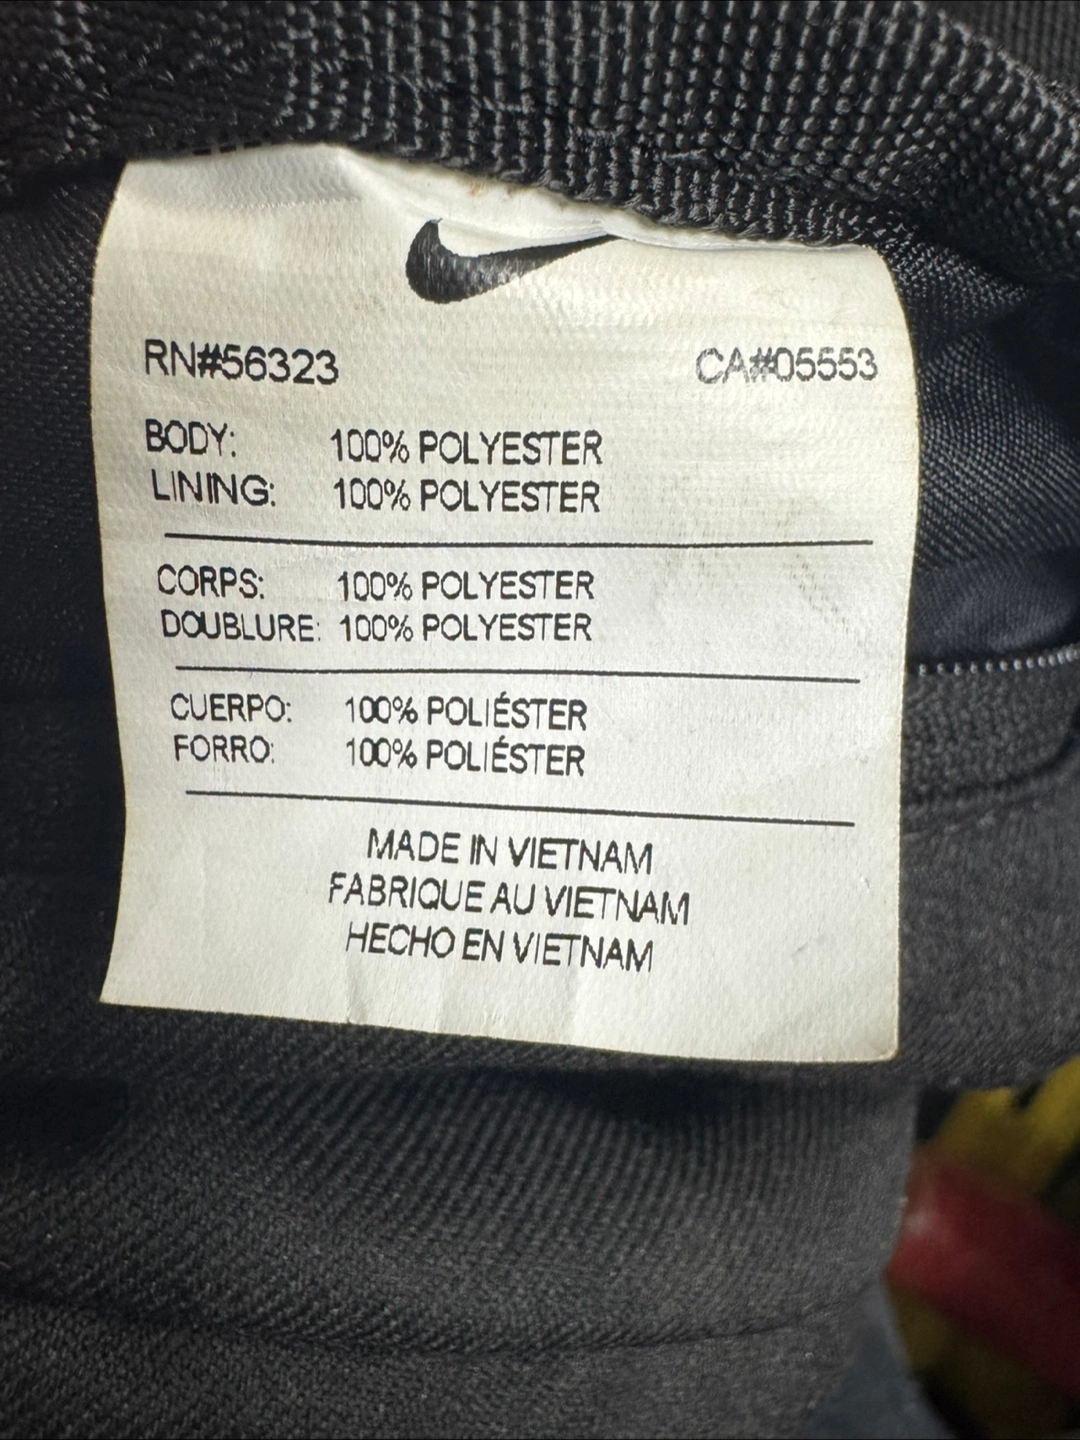 RN#56323 CA#05553
BODY: 100% POLYESTER
LINING: 100% POLYESTER
CORPS: 100% POLYESTER
DOUBLURE: 100% POLYESTER
CUERPO: 100% POLIÉSTER
FORRO: 100% POLIÉSTER
MADE IN VIETNAM
FABRIQUE AU VIETNAM
HECHO EN VIETNAM